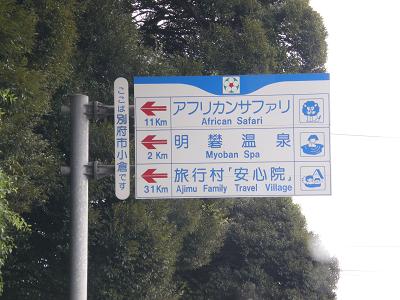 ここは別府市小倉です
アフリカンサファリ
11Km African Safari
明礬温泉
2 Km Myoban Spa
旅行村「安心院」
31Km Ajimu Family Travel Village